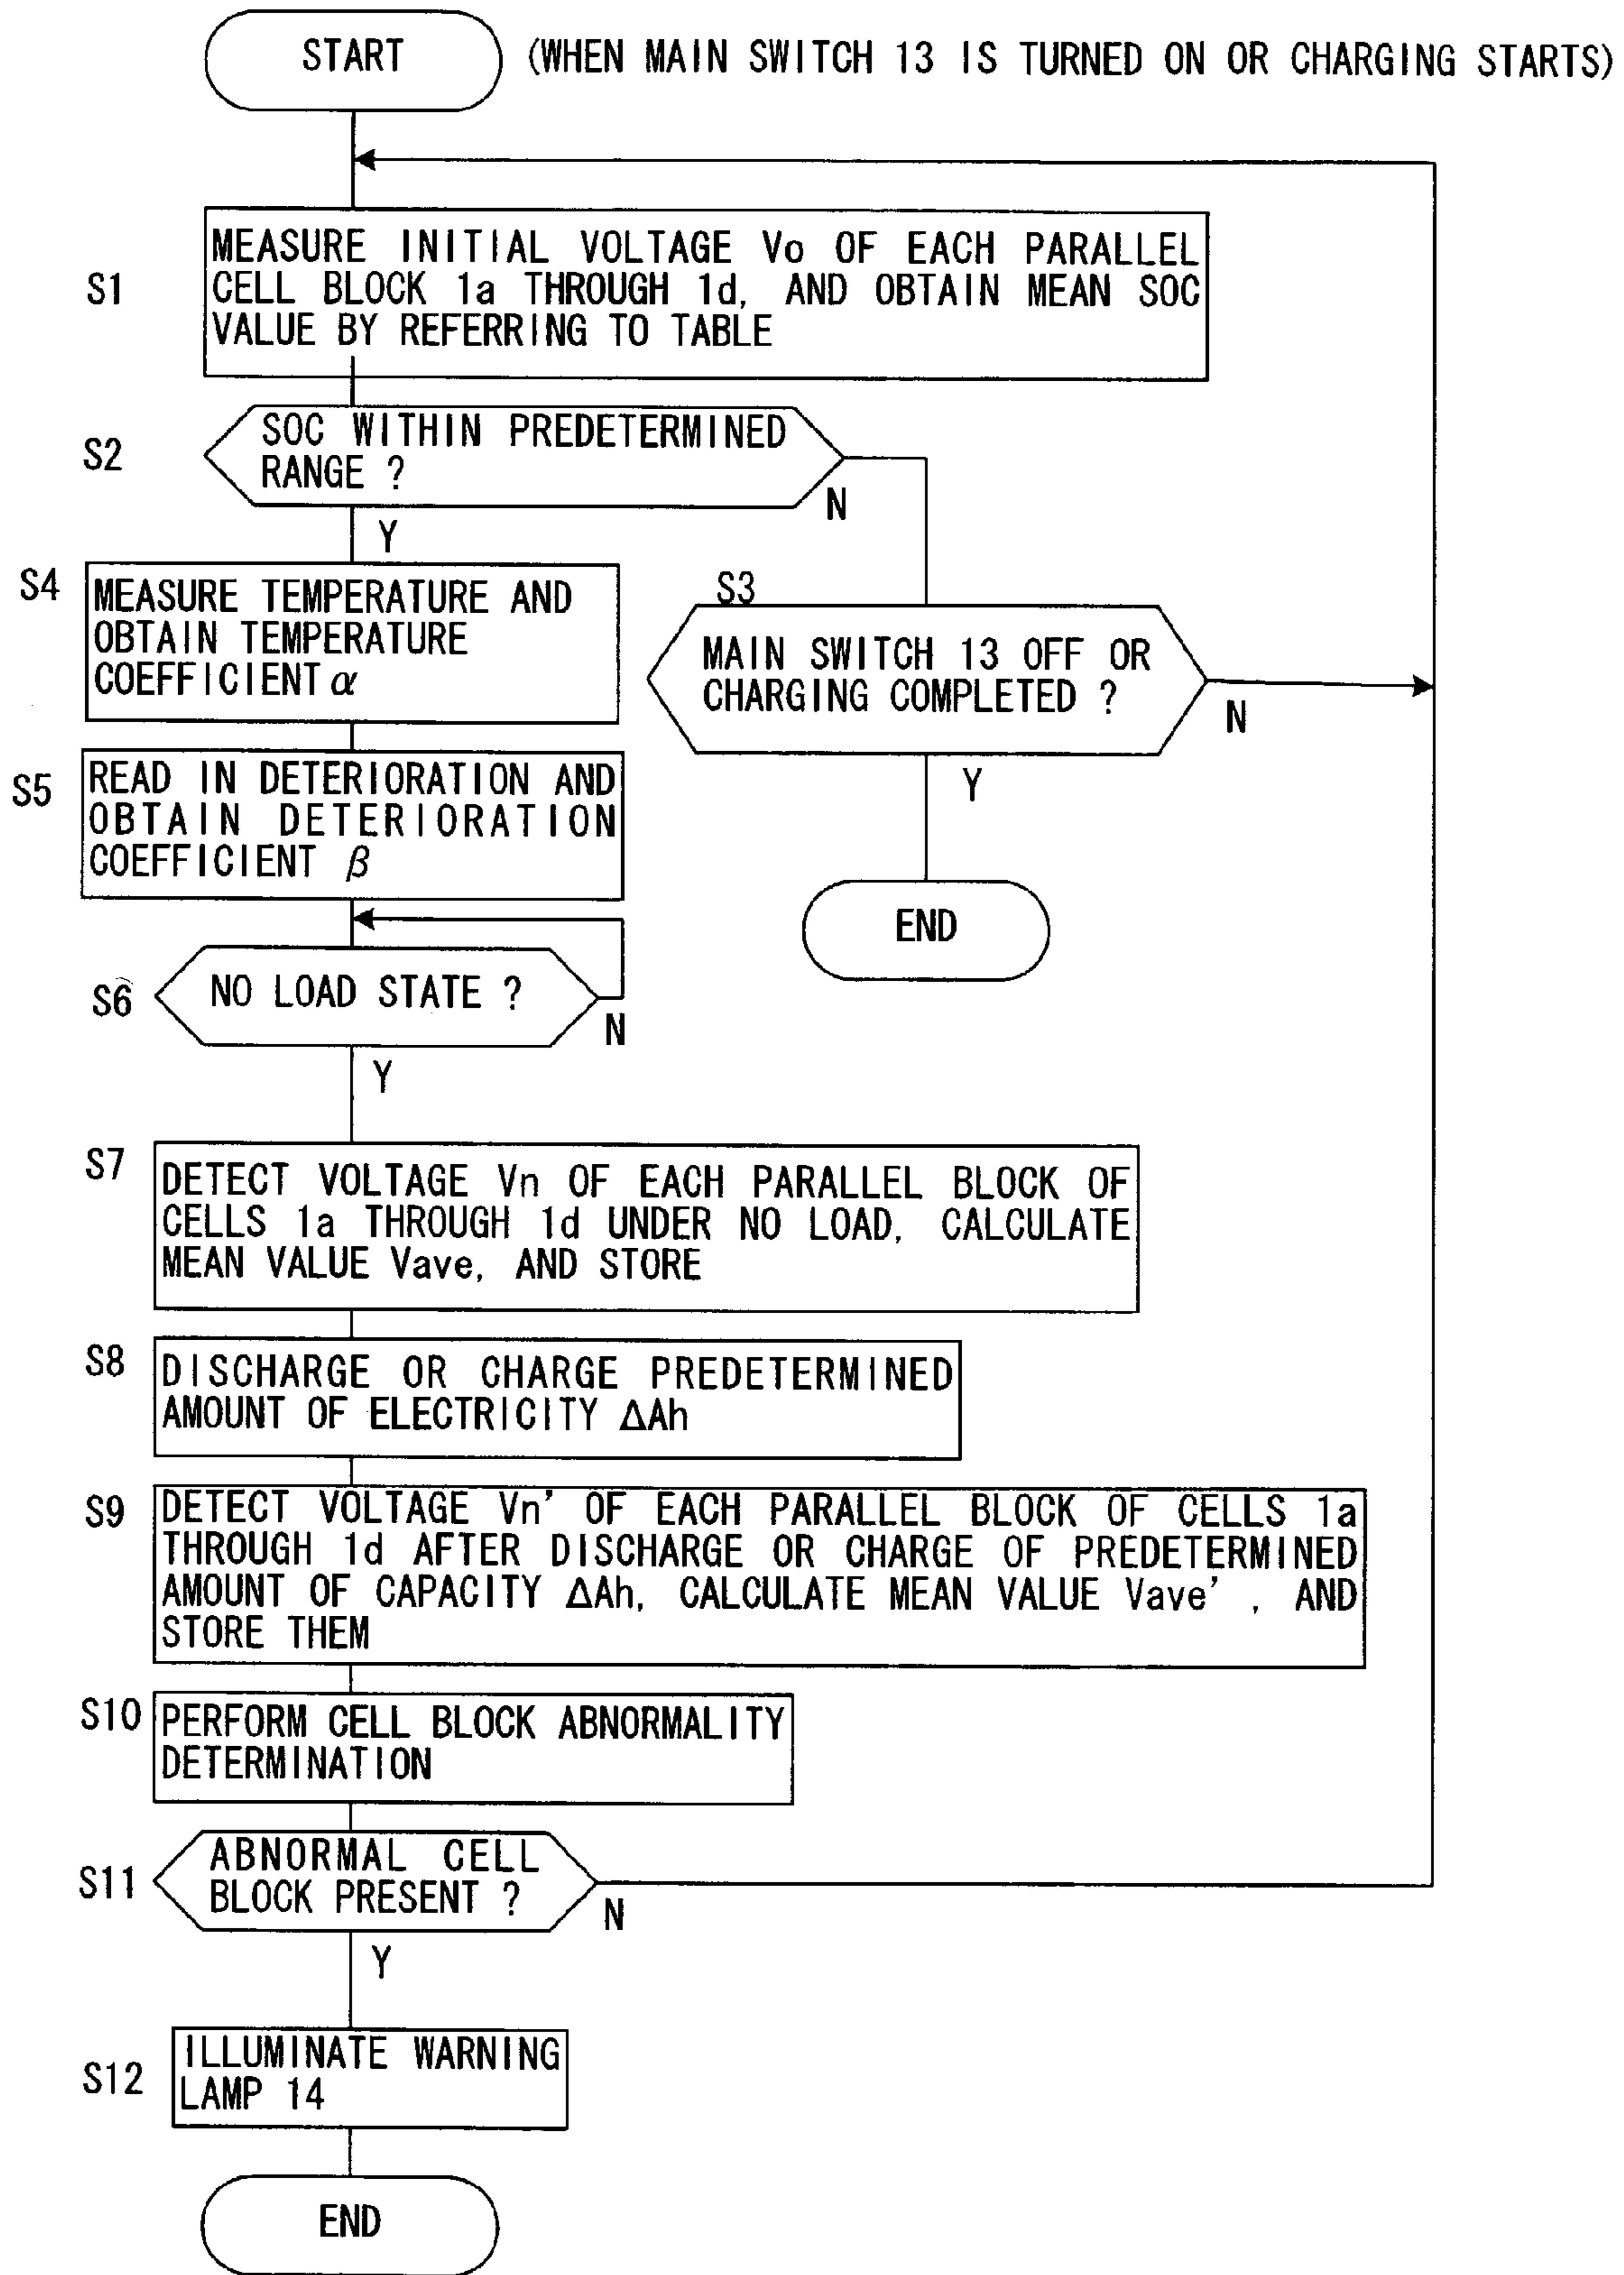 START
(WHEN MAIN SWITCH 13 IS TURNED ON OR CHARGING STARTS)
S1
MEASURE INITIAL VOLTAGE Vo OF EACH PARALLEL
CELL BLOCK 1a THROUGH 1d, AND OBTAIN MEAN SOC
VALUE BY REFERRING TO TABLE
S2
SOC WITHIN PREDETERMINED
RANGE ?
N
Y
S4
MEASURE TEMPERATURE AND
OBTAIN TEMPERATURE
COEFFICIENT α
S3
MAIN SWITCH 13 OFF OR
CHARGING COMPLETED ?
N
Y
END
S5
READ IN DETERIORATION AND
OBTAIN DETERIORATION
COEFFICIENT β
S6
NO LOAD STATE ?
N
Y
S7
DETECT VOLTAGE Vn OF EACH PARALLEL BLOCK OF
CELLS 1a THROUGH 1d UNDER NO LOAD, CALCULATE
MEAN VALUE Vave, AND STORE
S8
DISCHARGE OR CHARGE PREDETERMINED
AMOUNT OF ELECTRICITY ΔAh
S9
DETECT VOLTAGE Vn' OF EACH PARALLEL BLOCK OF CELLS 1a
THROUGH 1d AFTER DISCHARGE OR CHARGE OF PREDETERMINED
AMOUNT OF CAPACITY ΔAh, CALCULATE MEAN VALUE Vave' , AND
STORE THEM
S10
PERFORM CELL BLOCK ABNORMALITY
DETERMINATION
S11
ABNORMAL CELL
BLOCK PRESENT ?
N
Y
S12
ILLUMINATE WARNING
LAMP 14
END